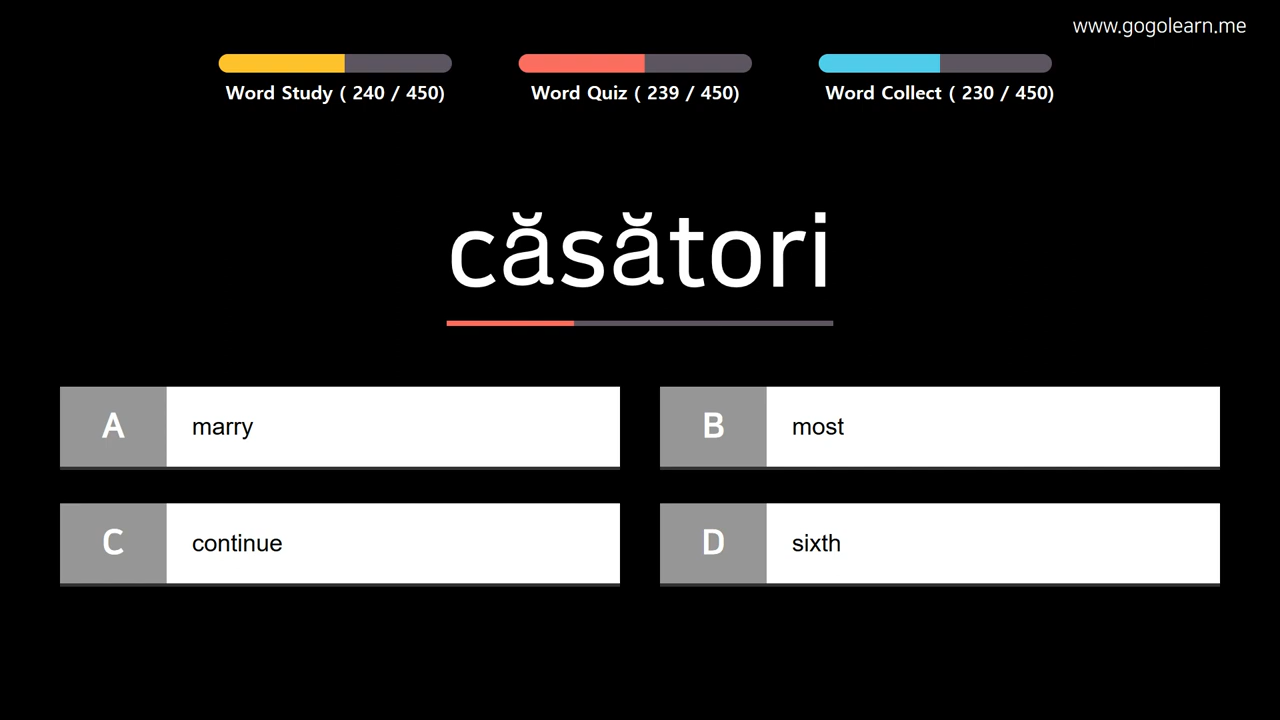 www.gogolearn.me
Word Study ( 240 / 450)
Word Quiz ( 239 / 450)
Word Collect ( 230 / 450)
căsători
A marry
B most
C continue
D sixth